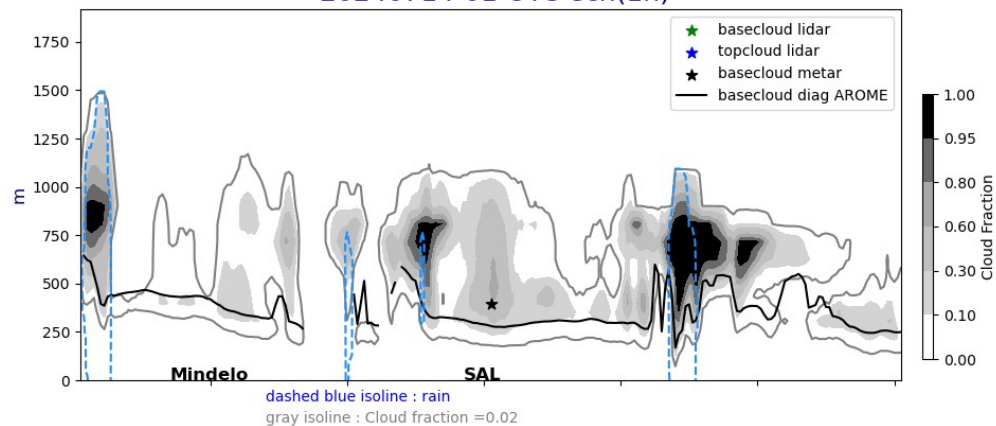 basecloud lidar
topcloud lidar
basecloud metar
basecloud diag AROME
1750
1500
1250
1000
750
500
250
0
m
Mindelo
SAL
1.00
0.95
0.80
0.60
0.30
0.10
0.00
Cloud Fraction
dashed blue isoline : rain
gray isoline : Cloud fraction =0.02